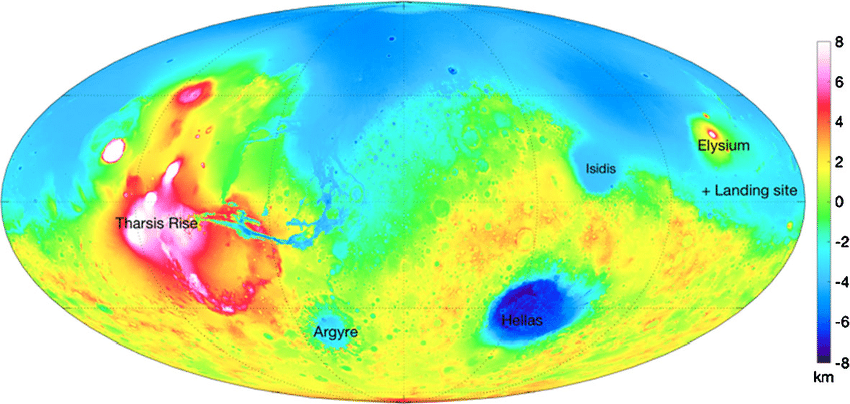 Elysium
Isidis
+ Landing site
Tharsis Rise
Hellas
Argyre
8
6
4
2
0
-2
-4
-6
-8
km